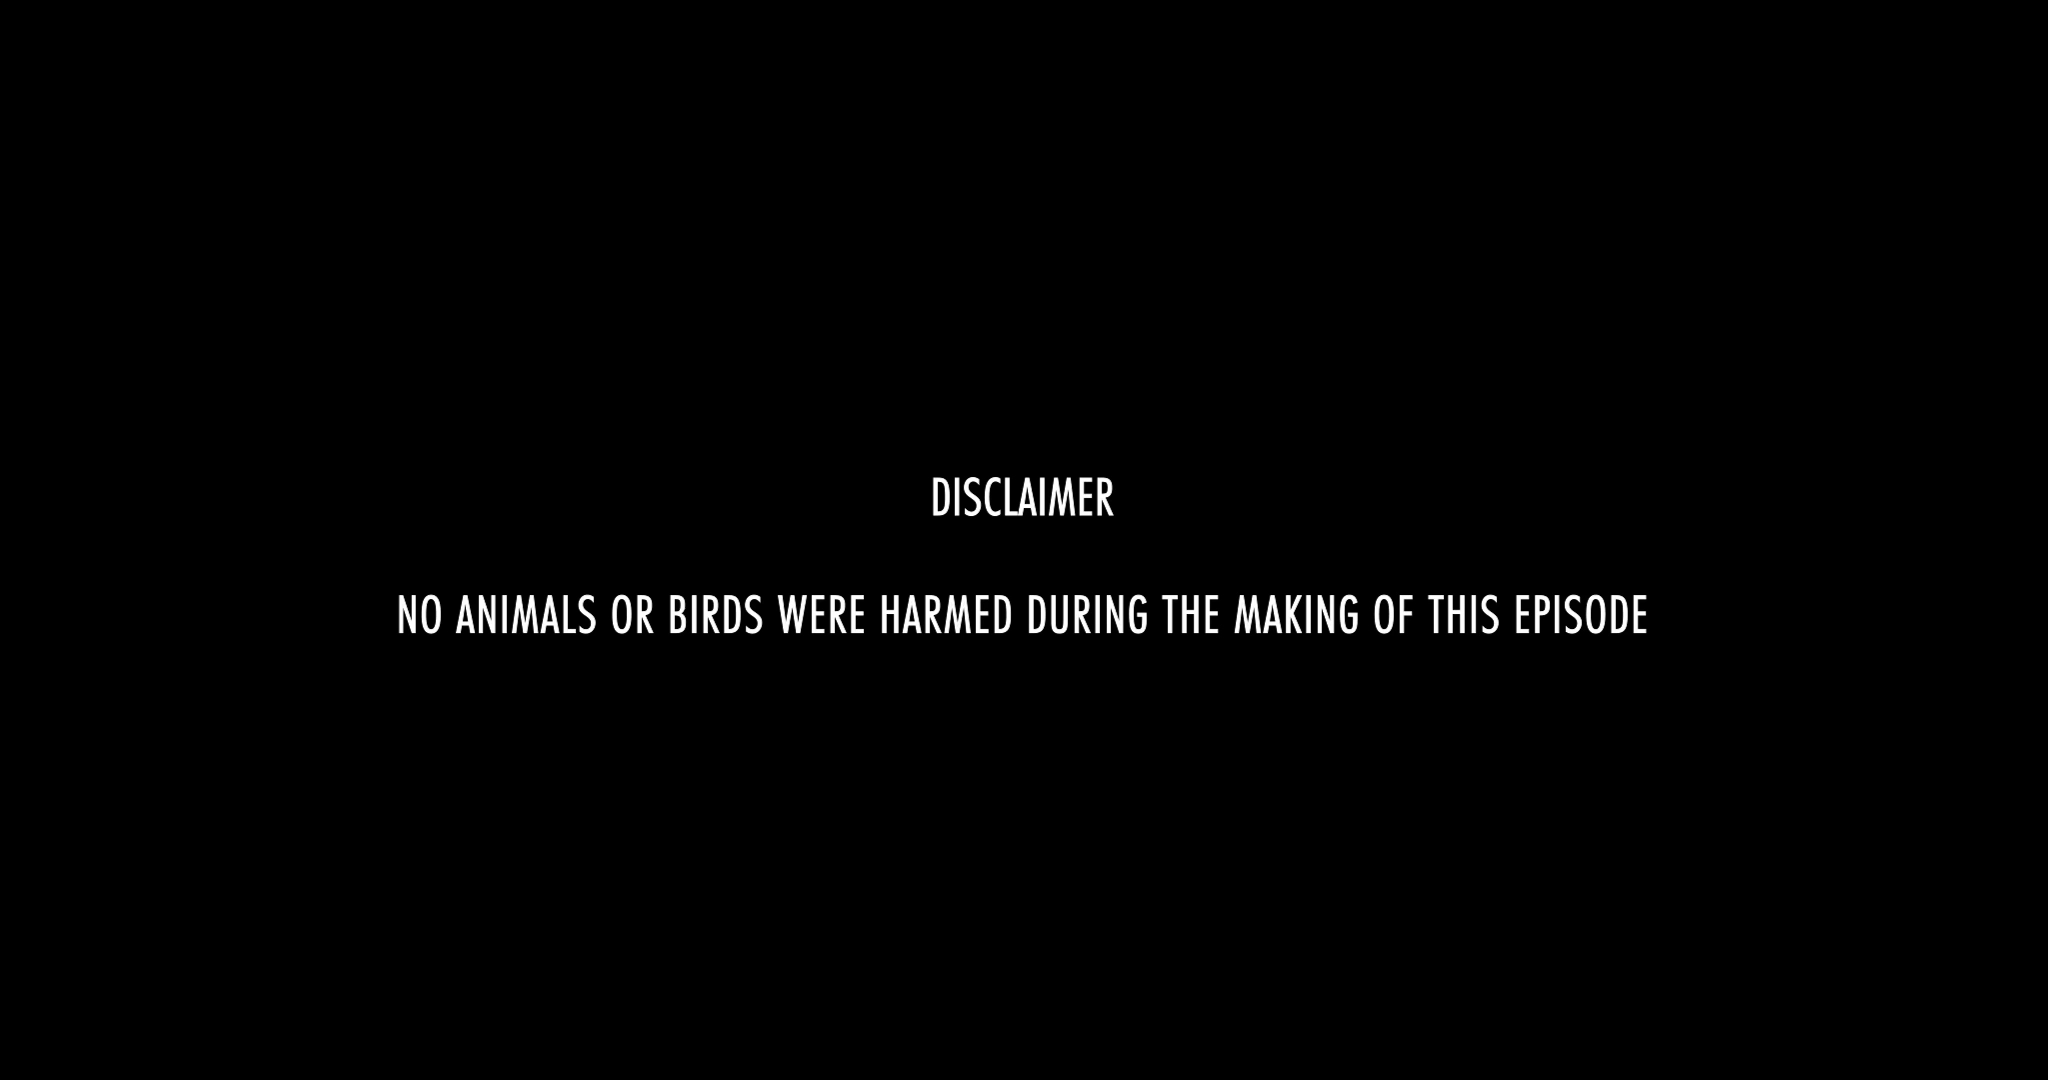 DISCLAIMER
NO ANIMALS OR BIRDS WERE HARMED DURING THE MAKING OF THIS EPISODE